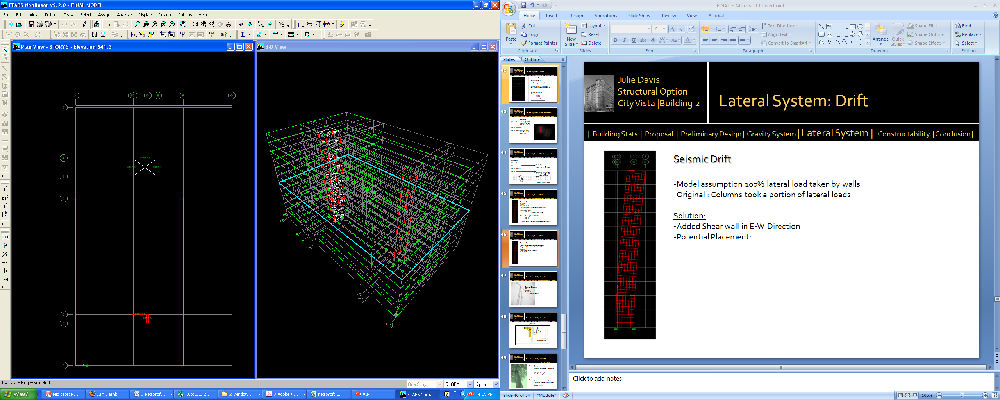 ETABS Nonlinear v9.2.0 - FINAL MODEL
File Edit View Define Draw Select Assign Analyze Display Design Options Help
3-d
Plan View - STORY5 - Elevation 641.3
A
D
E
F
G
5
4
6
3
2
6
1
SHEAR2
SHEAR4
SHEAR1
3-D View
all
ps
clr
1 Areas, 8 Edges selected
One Story
GLOBAL
Kip-in
start
Microsoft P...
AIM Dashb...
3 Microsof...
AutoCAD 2...
2 Window...
3 Adobe A...
Microsoft E...
AIM
ETABS Nonli...
4:15 PM
FINAL - Microsoft PowerPoint
Home Insert Design Animations Slide Show Review View Acrobat
Paste
Cut
Copy
Format Painter
Clipboard
New Slide
Layout
Reset
Delete
Slides
16
Font
Text Direction
Align Text
Convert to SmartArt
Paragraph
Arrange
Quick Styles
Shape Fill
Shape Outline
Shape Effects
Drawing
Find
Replace
Select
Editing
Slides Outline
42
43
44
45
46
47
48
49
Julie Davis
Structural Option
City Vista |Building 2
Lateral System: Drift
| Building Stats | Proposal | Preliminary Design| Gravity System |Lateral System | Constructability |Conclusion|
Seismic Drift
-Model assumption 100% lateral load taken by walls
-Original : Columns took a portion of lateral loads
Solution:
-Added Shear wall in E-W Direction
-Potential Placement:
Click to add notes
Slide 46 of 54
"Module"
105%